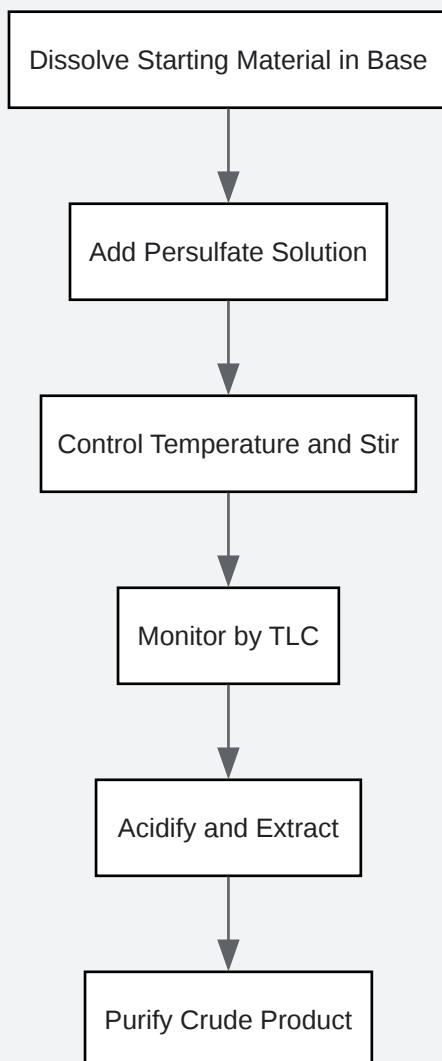 Dissolve Starting Material in Base
Add Persulfate Solution
Control Temperature and Stir
Monitor by TLC
Acidify and Extract
Purify Crude Product